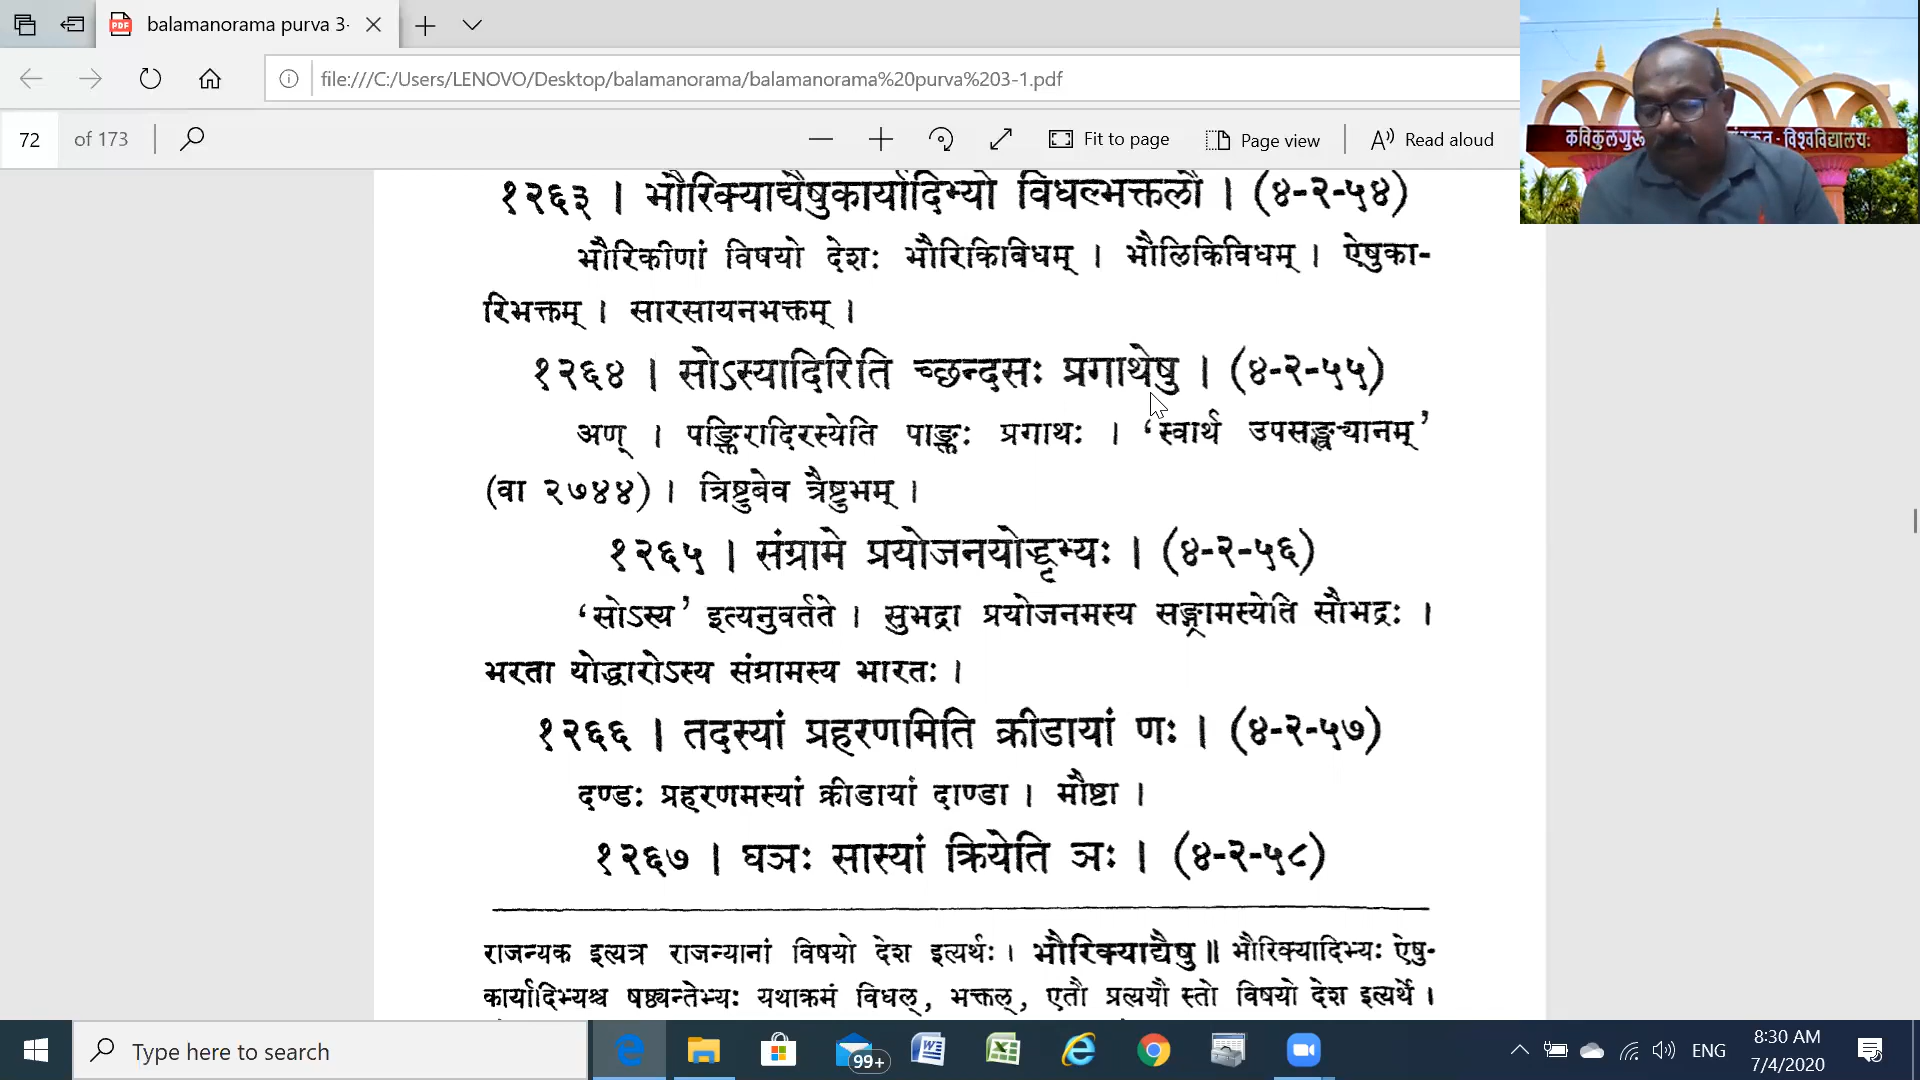 balamanorama purva 3-
file:///C:/Users/LENOVO/Desktop/balamanorama/balamanorama%20purva%203-1.pdf
72 of 173 Fit to page Page view Read aloud
कविकुलगुरु - विश्वविद्यालयः
१२६३ । भौरिक्याद्यैषुकार्यादिभ्यो विधल्भक्तलौ । (४-२-५४)
भौरिकीणां विषयो देशः भौरिकिविधम् । भौलिकिविधम् । ऐषुका-
रिभक्तम् । सारसायनभक्तम् ।
१२६४ । सोऽस्यादिरिति च्छन्दसः प्रगाथेषु । (४-२-५५)
अण् । पङ्क्तिरादिरस्येति पाङ्क्तः प्रगाथः । ‘स्वार्थ उपसङ्ख्यानम्’
(वा २७४४) । त्रिष्टुबेव त्रैष्टुभम् ।
१२६५ । संग्रामे प्रयोजनयोद्धृभ्यः । (४-२-५६)
‘सोऽस्य’ इत्यनुवर्तते । सुभद्रा प्रयोजनमस्य सङ्ग्रामस्येति सौभद्रः ।
भरता योद्धारोऽस्य संग्रामस्य भारतः ।
१२६६ । तदस्यां प्रहरणमिति क्रीडायां णः । (४-२-५७)
दण्डः प्रहरणमस्यां क्रीडायां दाण्डा । मौष्टा ।
१२६७ । घञः सास्यां क्रियेति ञः । (४-२-५८)
राजन्यक इत्यत्र राजन्यानां विषयो देश इत्यर्थः । भौरिक्याद्यैषु ॥ भौरिक्यादिभ्यः ऐषु-
कार्यादिभ्यश्च षष्ठ्यन्तेभ्यः यथाक्रमं विधल्, भक्तल्, एतौ प्रत्ययौ स्तो विषयो देश इत्यर्थे ।
Type here to search
99+
ENG
8:30 AM
7/4/2020